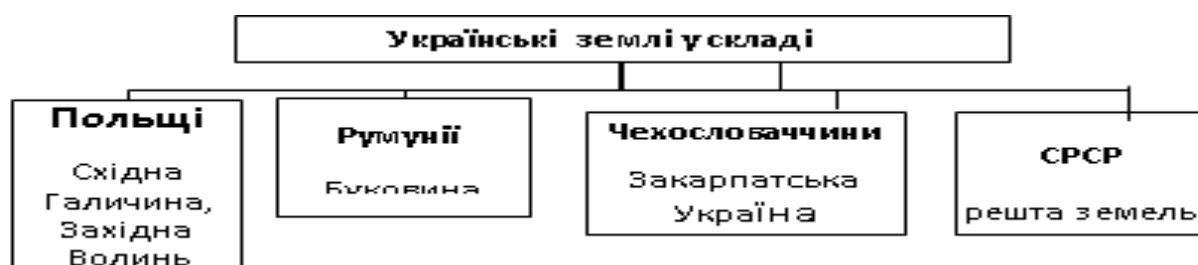 Українські землі у складі
Польщі
Східна
Галичина,
Західна
Волинь
Румунії
Буковина
Чехословаччини
Закарпатська
Україна
СРСР
решта земель